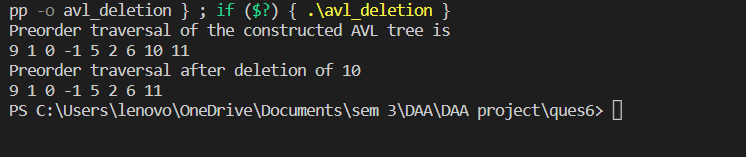 pp -o avl_deletion } ; if ($?) { .\avl_deletion }
Preorder traversal of the constructed AVL tree is
9 1 0 -1 5 2 6 10 11
Preorder traversal after deletion of 10
9 1 0 -1 5 2 6 11
PS C:\Users\lenovo\OneDrive\Documents\sem 3\DAA\DAA project\ques6>